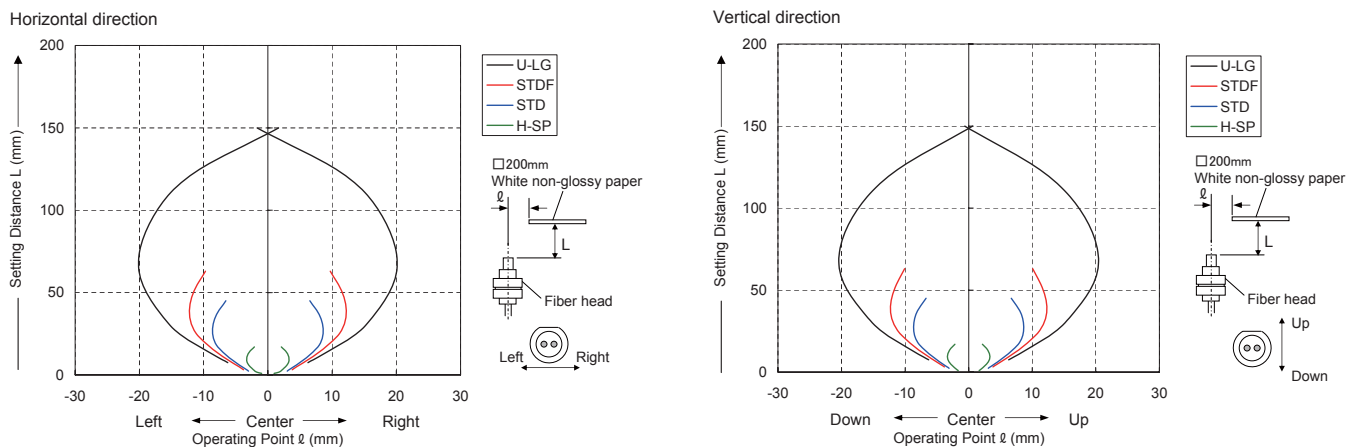 Horizontal direction
Setting Distance L (mm)
200
150
100
50
0
-30 -20 -10 0 10 20 30
Left Center Right
Operating Point ℓ (mm)
U-LG
STDF
STD
H-SP
□200mm
White non-glossy paper
ℓ
L
Fiber head
Left Right
Vertical direction
Setting Distance L (mm)
200
150
100
50
0
-30 -20 -10 0 10 20 30
Down Center Up
Operating Point ℓ (mm)
U-LG
STDF
STD
H-SP
□200mm
White non-glossy paper
ℓ
L
Fiber head
Up
Down